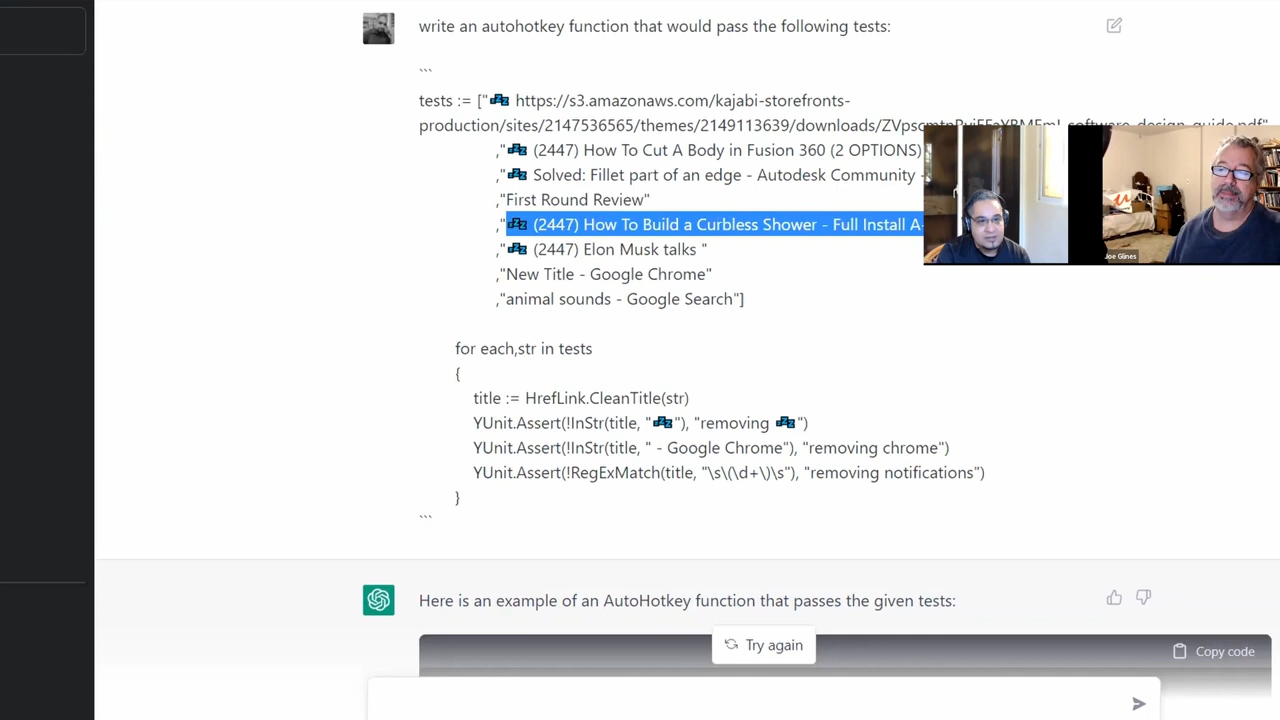 write an autohotkey function that would pass the following tests:
```
tests := ["💤 https://s3.amazonaws.com/kajabi-storefronts-
production/sites/2147536565/themes/2149113639/downloads/
,"💤 (2447) How To Cut A Body in Fusion 360 (2 OPTIONS)
,"💤 Solved: Fillet part of an edge - Autodesk Community -
,"First Round Review"
,"💤 (2447) How To Build a Curbless Shower - Full Install A-
,"💤 (2447) Elon Musk talks "
,"New Title - Google Chrome"
,"animal sounds - Google Search"]
for each,str in tests
{
title := HrefLink.CleanTitle(str)
YUnit.Assert(!InStr(title, "💤"), "removing 💤")
YUnit.Assert(!InStr(title, " - Google Chrome"), "removing chrome")
YUnit.Assert(!RegExMatch(title, "\s\(\d+\)\s"), "removing notifications")
}
```
Joe Glines
Here is an example of an AutoHotkey function that passes the given tests:
Try again
Copy code